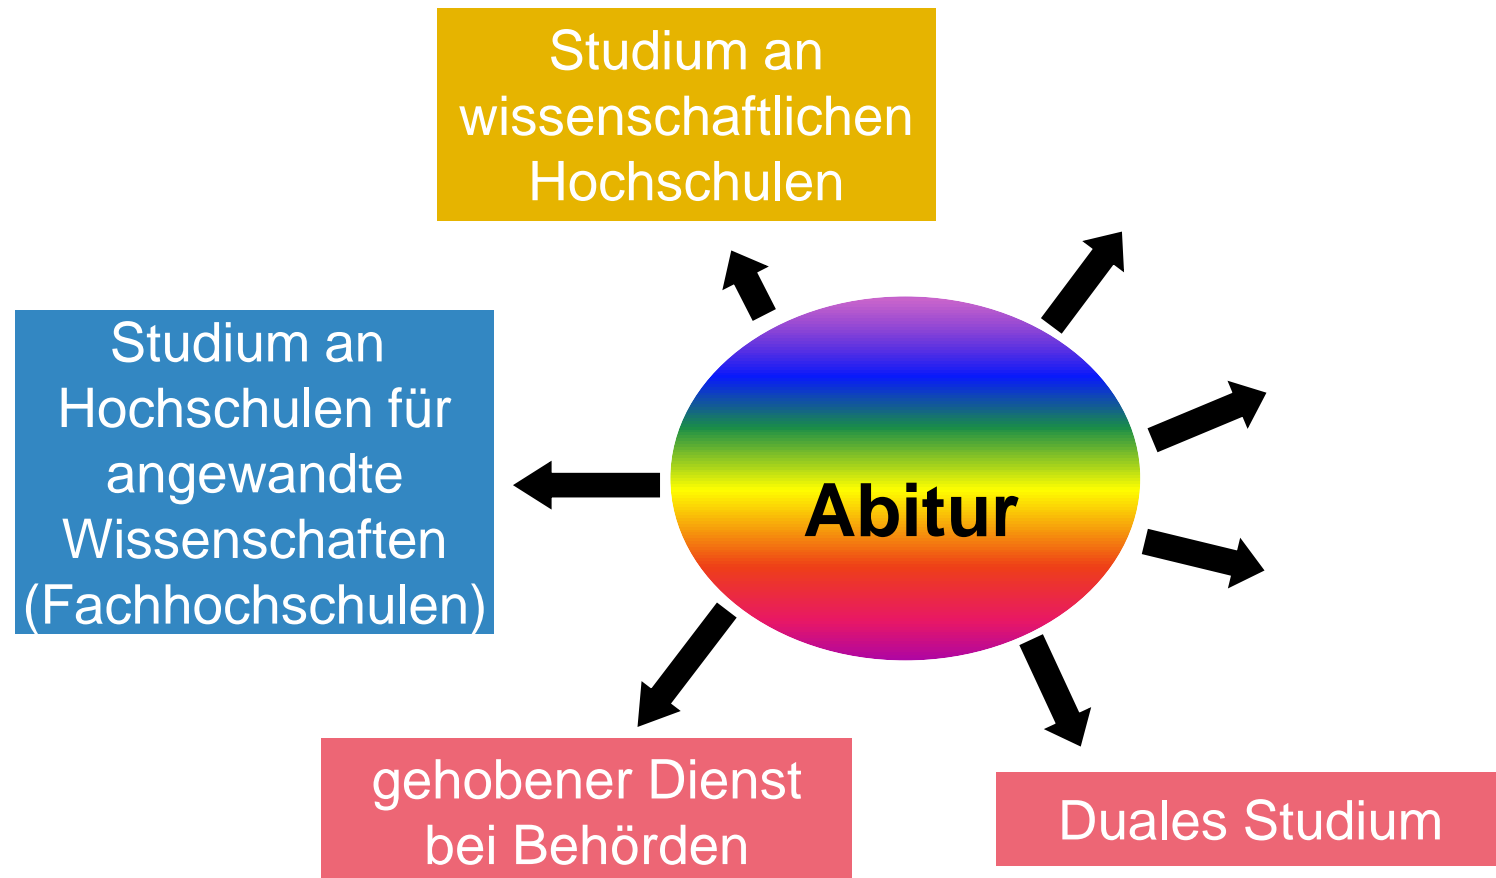 Studium an
wissenschaftlichen
Hochschulen
Studium an
Hochschulen für
angewandte
Wissenschaften
(Fachhochschulen)
Abitur
gehobener Dienst
bei Behörden
Duales Studium